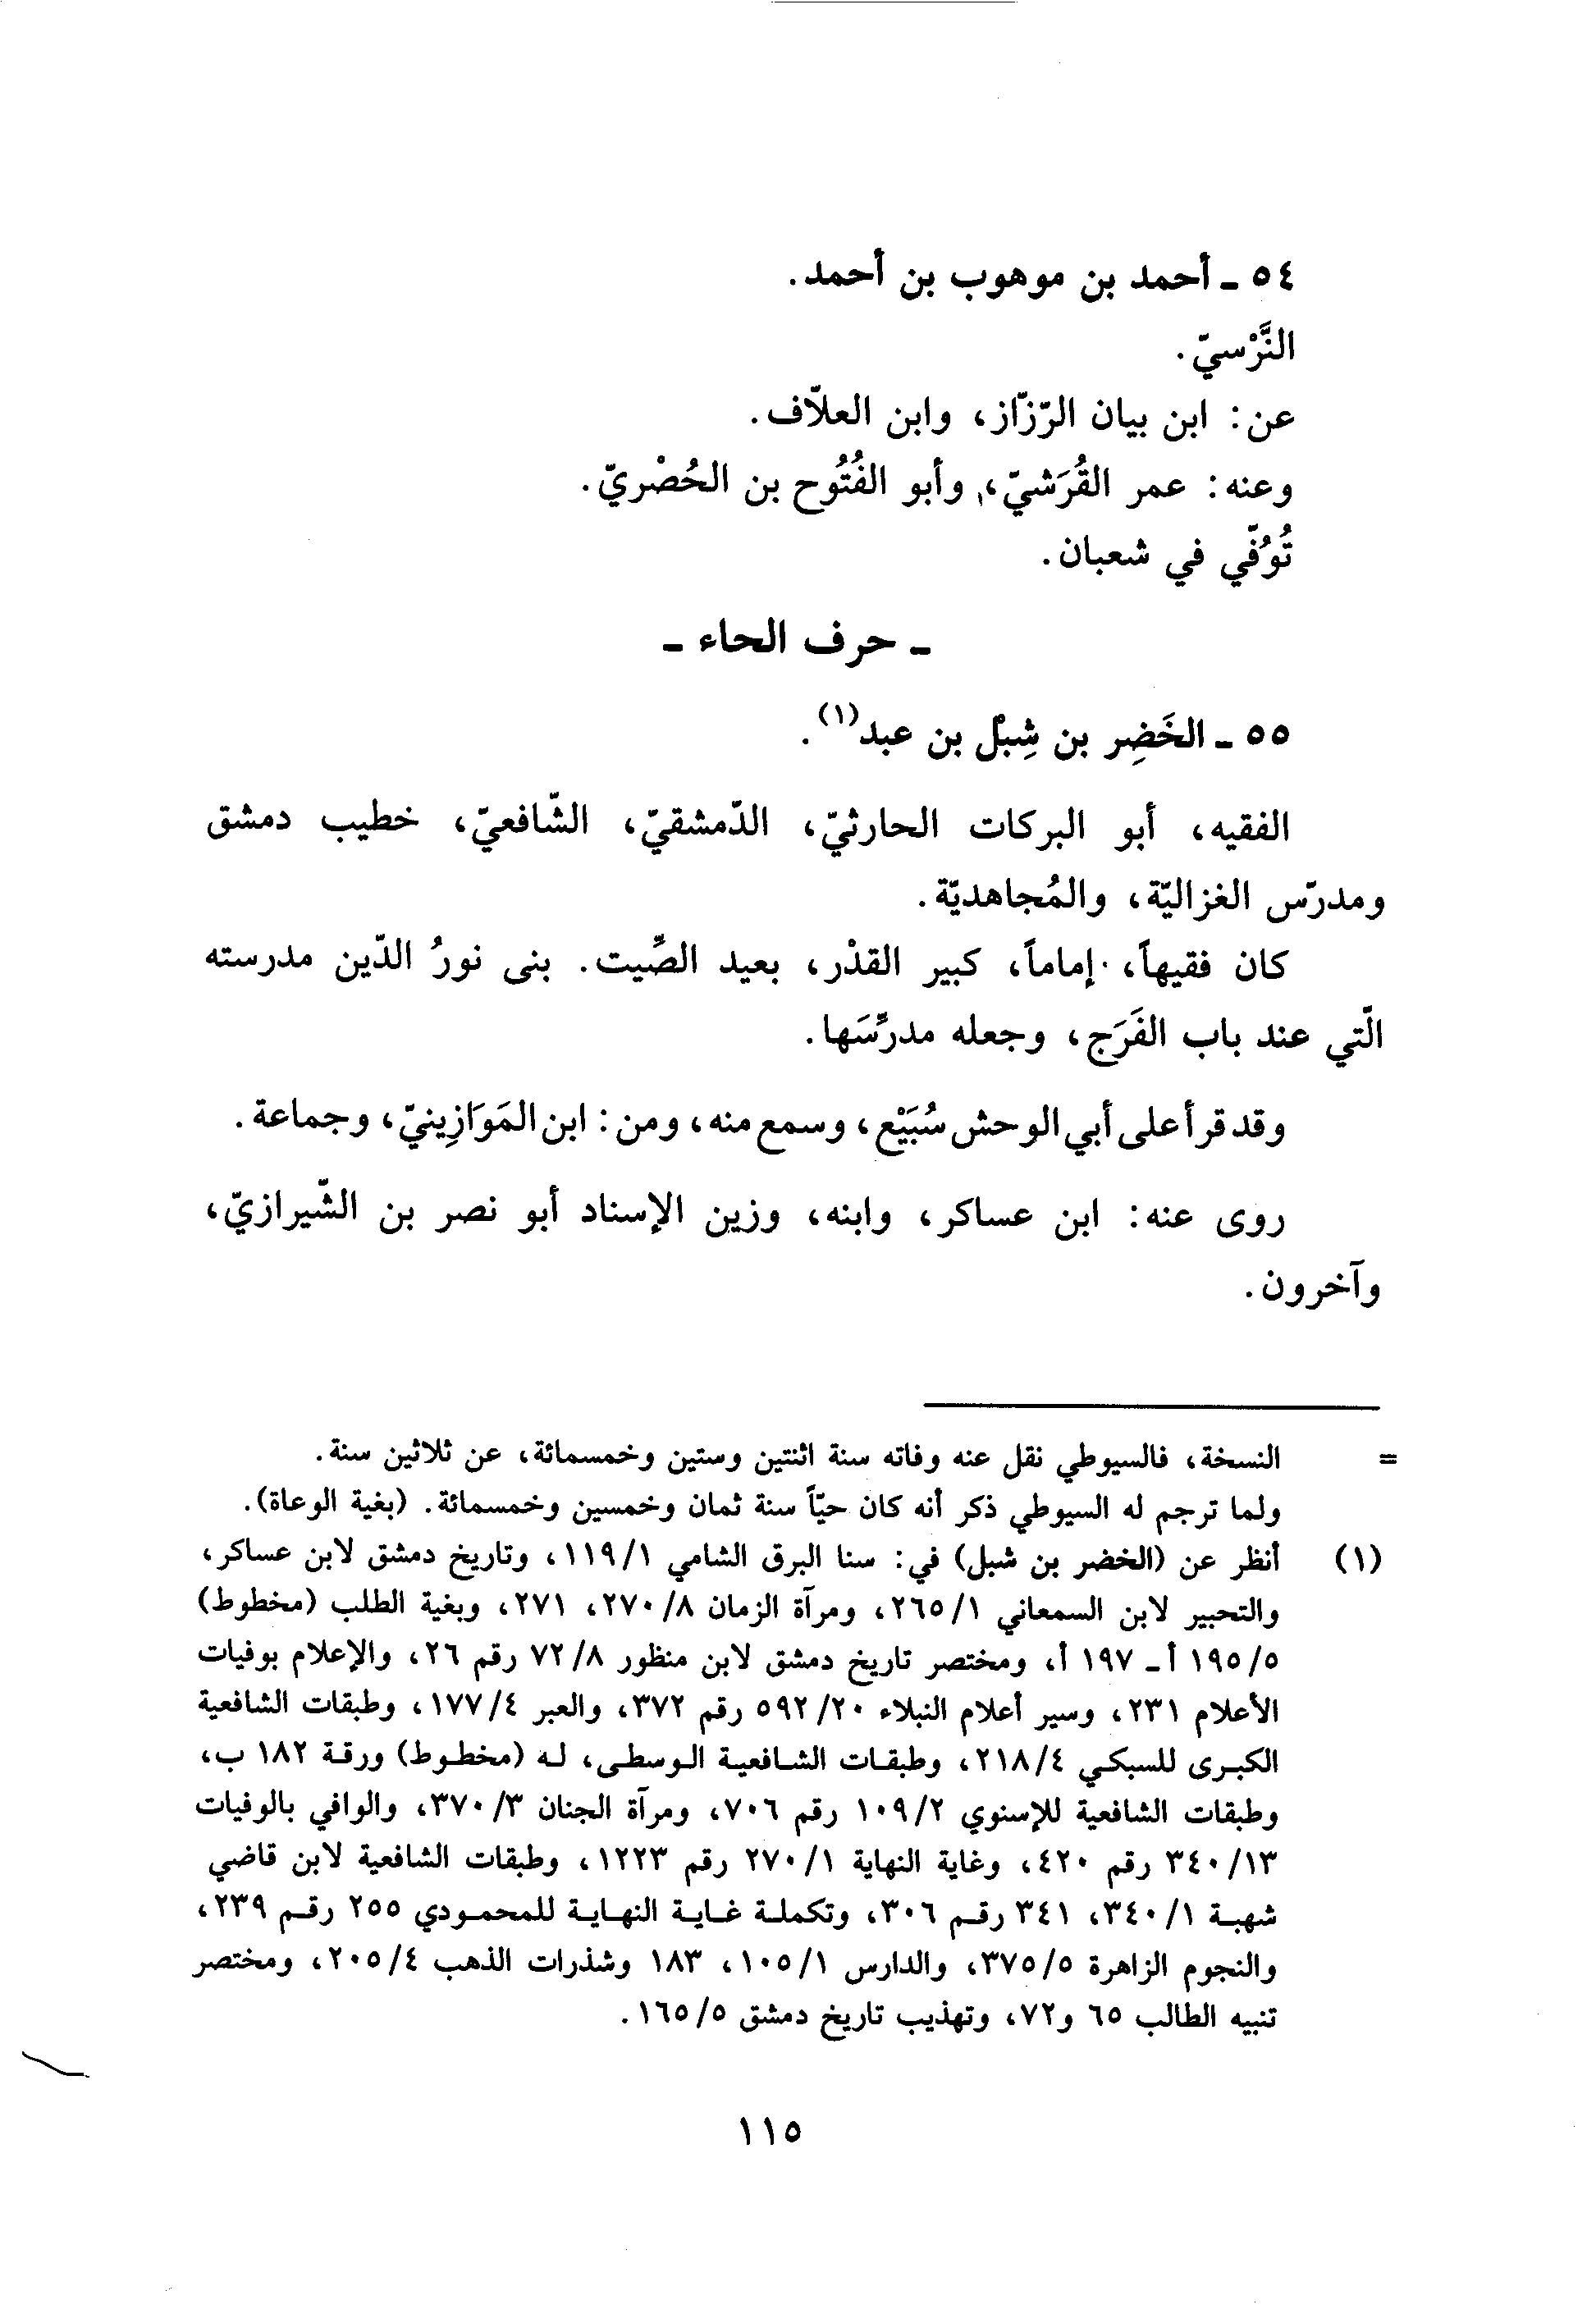 ٥٤ ـ أحمد بن موهوب بن أحمد.
النَّرْسيّ.
عن: ابن بيان الرّزّاز، وابن العلاّف.
وعنه: عمر القُرَشيّ، وأبو الفُتُوح بن الحُصْريّ.
تُوُفّي في شعبان.
ـ حرف الحاء ـ
٥٥ ـ الخَضِر بن شِبْل بن عبد(١).
الفقيه، أبو البركات الحارثيّ، الدّمشقيّ، الشّافعيّ، خطيب دمشق
ومدرّس الغزاليّة، والمُجاهديّة.
كان فقيهاً، إماماً، كبير القدْر، بعيد الصِّيت. بنى نورُ الدّين مدرسته
الّتي عند باب الفَرَج، وجعله مدرِّسَها.
وقد قرأ على أبي الوحش سُبَيْع، وسمع منه، ومن: ابن المَوَازِينيّ، وجماعة.
روى عنه: ابن عساكر، وابنه، وزين الإسناد أبو نصر بن الشّيرازيّ،
وآخرون.
= النسخة، فالسيوطي نقل عنه وفاته سنة اثنتين وستين وخمسمائة، عن ثلاثين سنة.
ولما ترجم له السيوطي ذكر أنه كان حيّاً سنة ثمان وخمسين وخمسمائة. (بغية الوعاة).
(١) أنظر عن (الخضر بن شبل) في: سنا البرق الشامي ١/١١٩، وتاريخ دمشق لابن عساكر،
والتحبير لابن السمعاني ١/٢٦٥، ومرآة الزمان ٨/٢٧٠، ٢٧١، وبغية الطلب (مخطوط)
٥/١٩٥ أ ـ ١٩٧ أ، ومختصر تاريخ دمشق لابن منظور ٨/٧٢ رقم ٢٦، والإعلام بوفيات
الأعلام ٢٣١، وسير أعلام النبلاء ٢٠/٥٩٢ رقم ٣٧٢، والعبر ٤/١٧٧، وطبقات الشافعية
الكبرى للسبكي ٤/٢١٨، وطبقات الشافعية الوسطى، له (مخطوط) ورقة ١٨٢ ب،
وطبقات الشافعية للإسنوي ٢/١٠٩ رقم ٧٠٦، ومرآة الجنان ٣/٣٧٠، والوافي بالوفيات
١٣/٣٤٠ رقم ٤٢٠، وغاية النهاية ١/٢٧٠ رقم ١٢٢٣، وطبقات الشافعية لابن قاضي
شهبة ١/٣٤٠، ٣٤١ رقم ٣٠٦، وتكملة غاية النهاية للمحمودي ٢٥٥ رقم ٢٣٩،
والنجوم الزاهرة ٥/٣٧٥، والدارس ١/١٠٥، ١٨٣ وشذرات الذهب ٤/٢٠٥، ومختصر
تنبيه الطالب ٦٥ و٧٢، وتهذيب تاريخ دمشق ٥/١٦٥.
١١٥